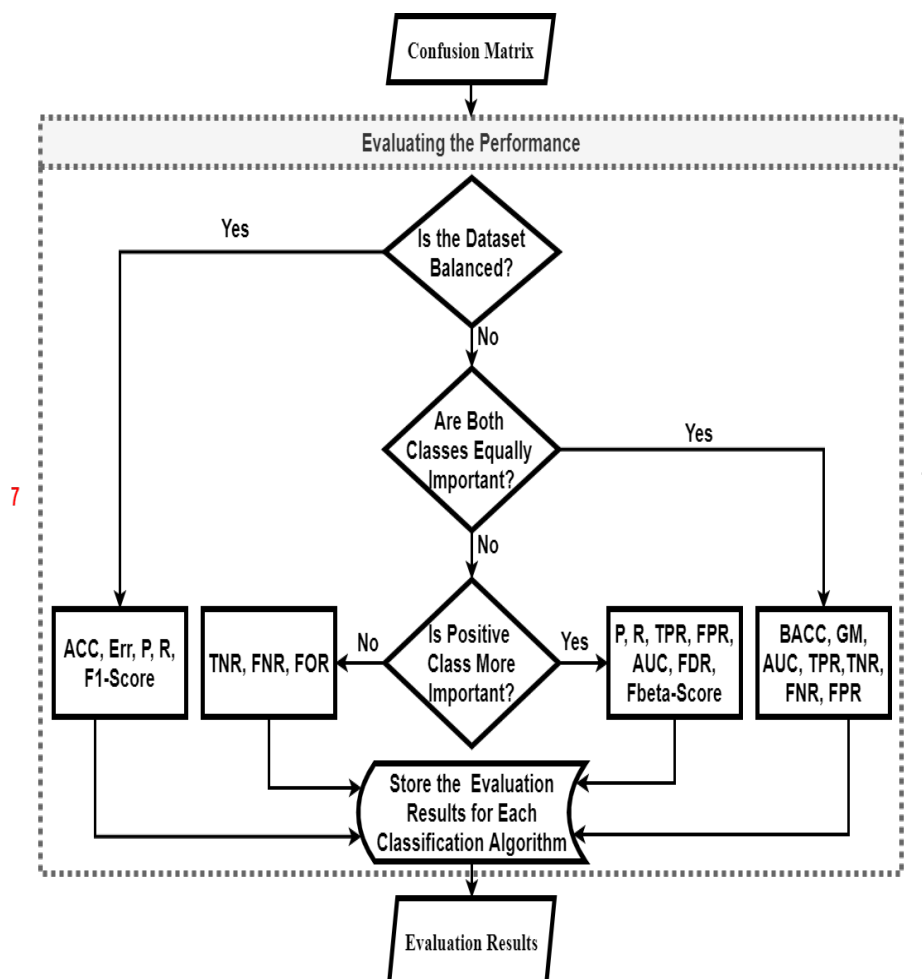 Confusion Matrix
Evaluating the Performance
Yes
Is the Dataset
Balanced?
No
Are Both
Classes Equally
Important?
Yes
7
No
ACC, Err, P, R,
F1-Score
TNR, FNR, FOR
No
Is Positive
Class More
Important?
Yes
P, R, TPR, FPR,
AUC, FDR,
Fbeta-Score
BACC, GM,
AUC, TPR,TNR,
FNR, FPR
Store the Evaluation
Results for Each
Classification Algorithm
Evaluation Results